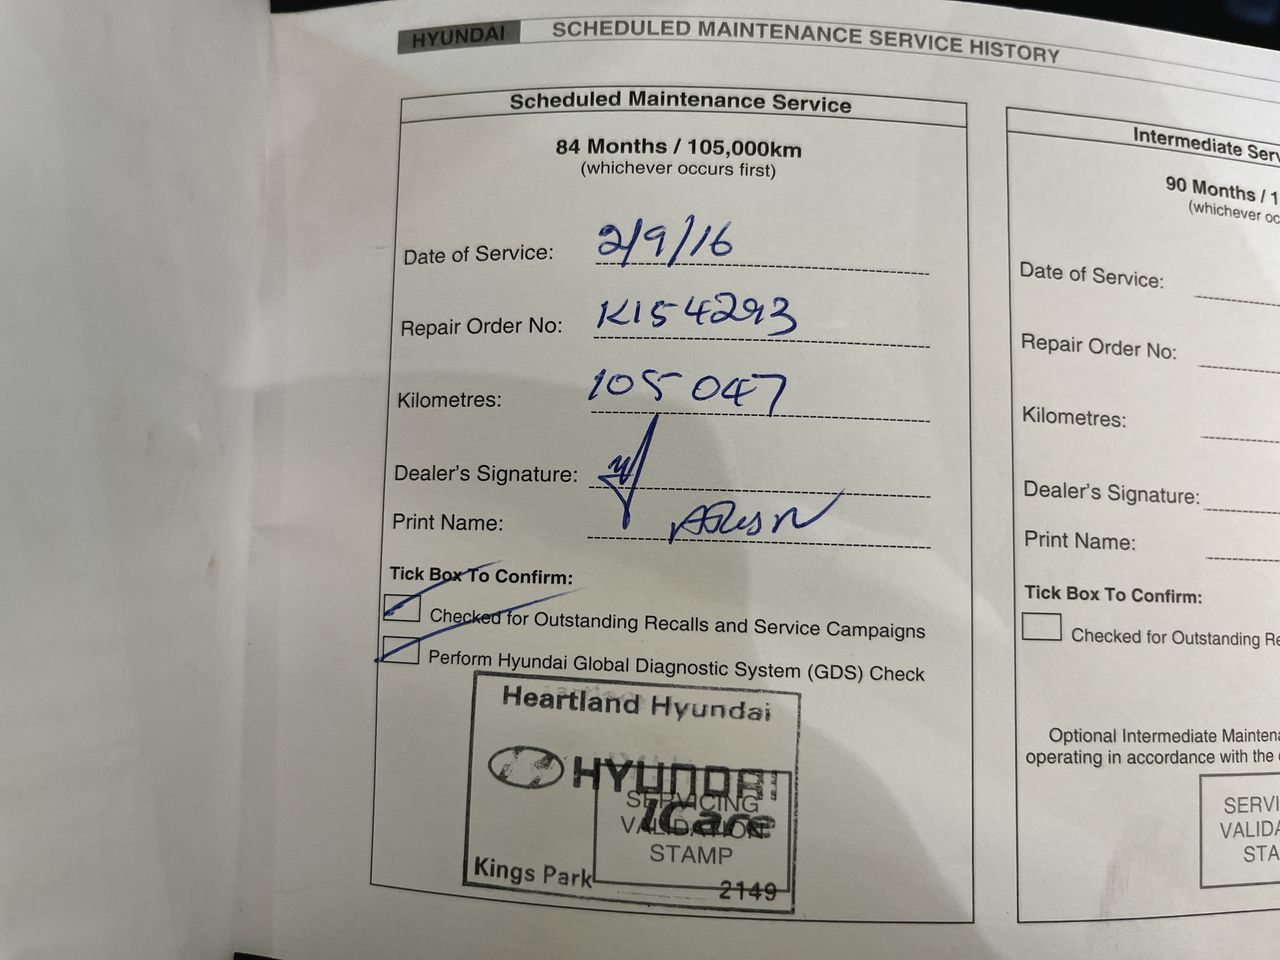 HYUNDAI SCHEDULED MAINTENANCE SERVICE HISTORY
Scheduled Maintenance Service
84 Months / 105,000km
(whichever occurs first)
Date of Service: 2/9/16
Repair Order No: K154293
Kilometres: 105 047
Dealer's Signature:
Print Name:
Tick Box To Confirm:
Checked for Outstanding Recalls and Service Campaigns
Perform Hyundai Global Diagnostic System (GDS) Check
Heartland Hyundai
HYUNDAI
iCare
SERVICING
VALIDATION
STAMP
Kings Park 2149
Intermediate Serv
90 Months / 1
(whichever oc
Date of Service:
Repair Order No:
Kilometres:
Dealer's Signature:
Print Name:
Tick Box To Confirm:
Checked for Outstanding Re
Optional Intermediate Maintena
operating in accordance with the
SERVI
VALIDA
STA